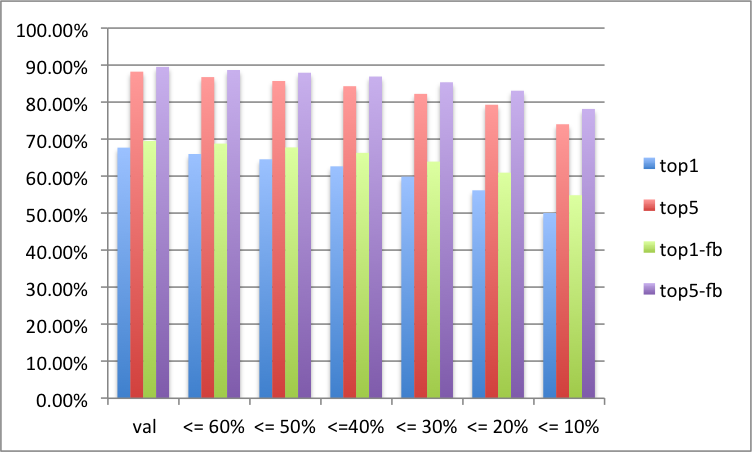 100.00%
90.00%
80.00%
70.00%
60.00%
50.00%
40.00%
30.00%
20.00%
10.00%
0.00%
val <= 60% <= 50% <=40% <= 30% <= 20% <= 10%
top1
top5
top1-fb
top5-fb